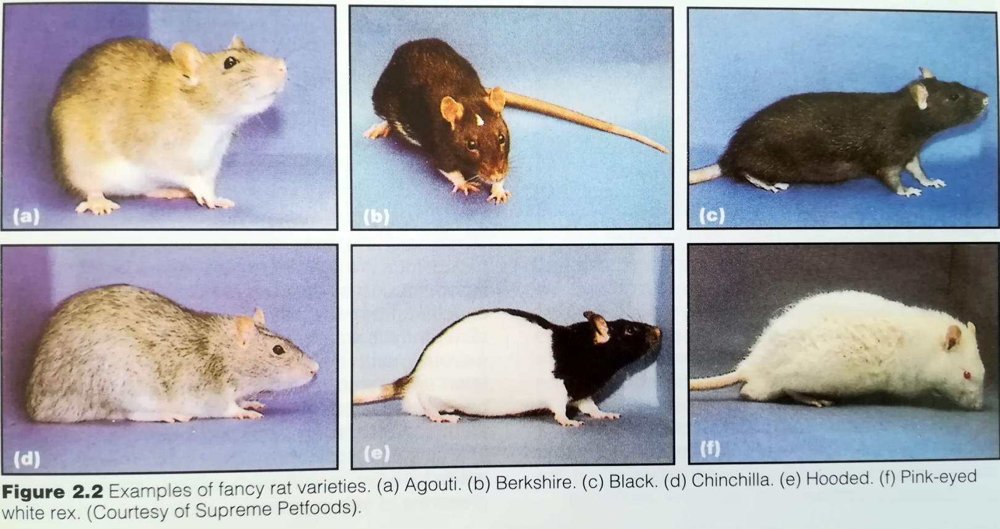 (a)
(b)
(c)
(d)
(e)
(f)
Figure 2.2 Examples of fancy rat varieties. (a) Agouti. (b) Berkshire. (c) Black. (d) Chinchilla. (e) Hooded. (f) Pink-eyed
white rex. (Courtesy of Supreme Petfoods).